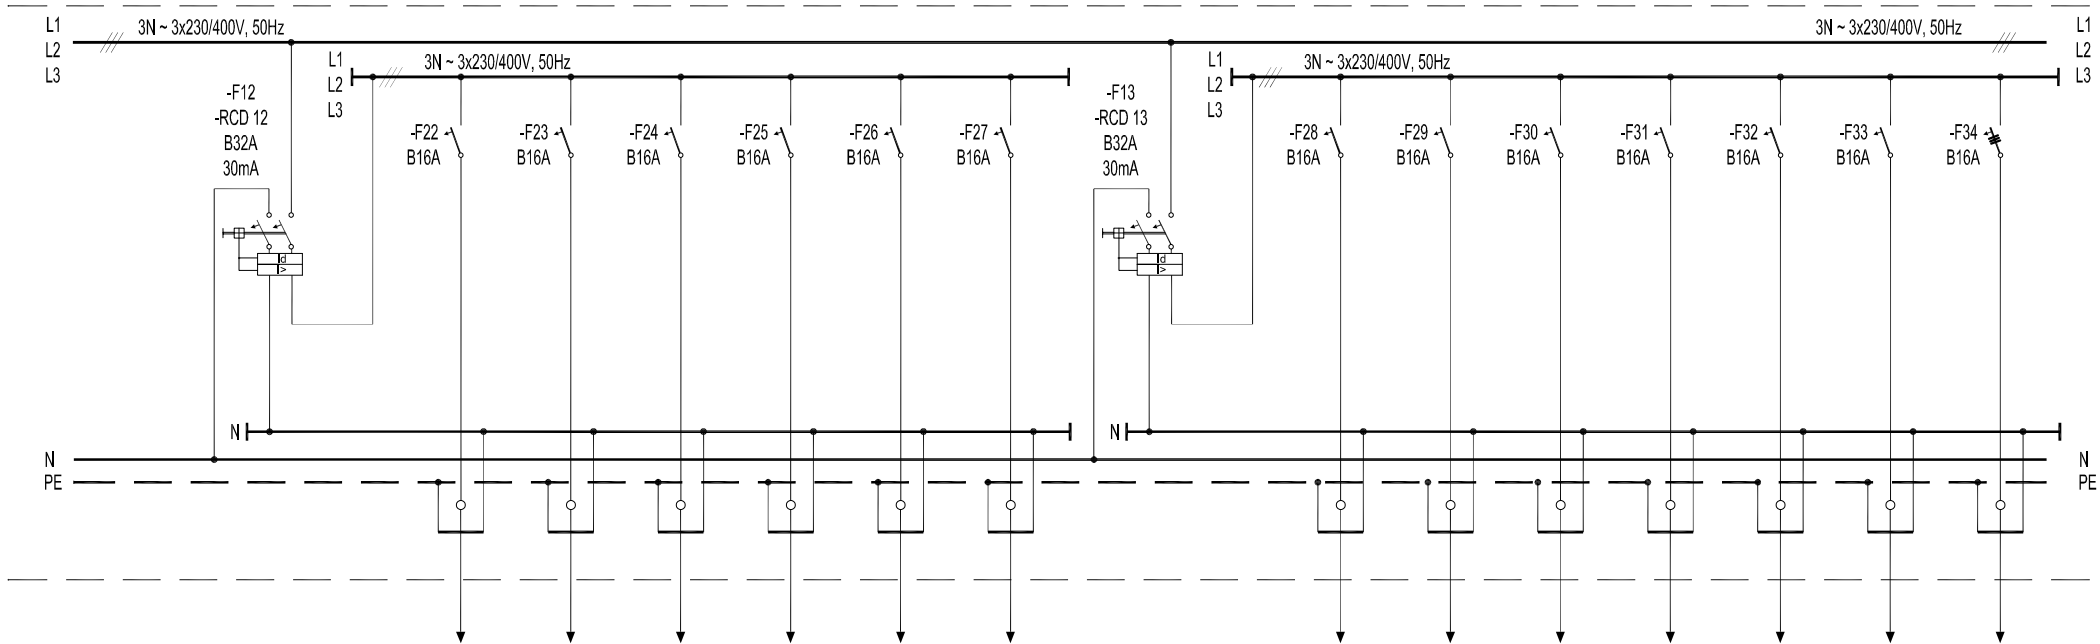 L1
L2
L3
3N ~ 3x230/400V, 50Hz
3N ~ 3x230/400V, 50Hz
L1
L2
L3
L1
L2
L3
3N ~ 3x230/400V, 50Hz
L1
L2
L3
3N ~ 3x230/400V, 50Hz
-F12
-RCD 12
B32A
30mA
-F22
B16A
-F23
B16A
-F24
B16A
-F25
B16A
-F26
B16A
-F27
B16A
-F13
-RCD 13
B32A
30mA
-F28
B16A
-F29
B16A
-F30
B16A
-F31
B16A
-F32
B16A
-F33
B16A
-F34
B16A
Id
I>
Id
I>
N
N
N
PE
N
PE